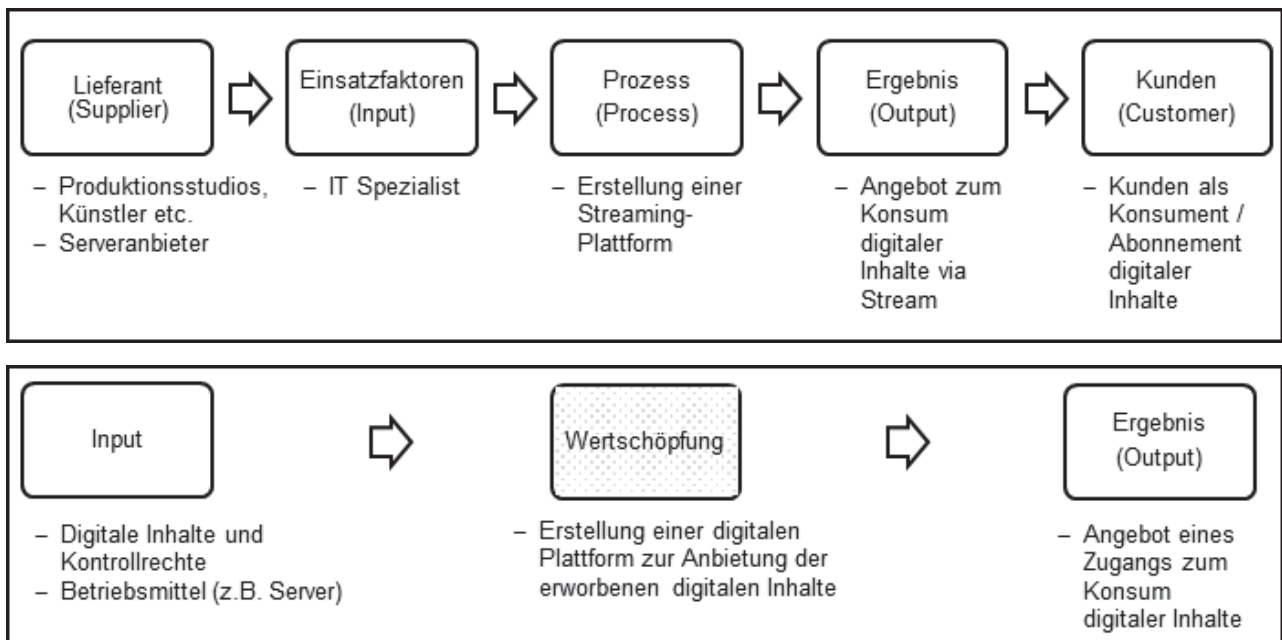 Lieferant
(Supplier)
Einsatzfaktoren
(Input)
Prozess
(Process)
Ergebnis
(Output)
Kunden
(Customer)
– Produktionsstudios,
Künstler etc.
– Serveranbieter
– IT Spezialist
– Erstellung einer
Streaming-
Plattform
– Angebot zum
Konsum
digitaler
Inhalte via
Stream
– Kunden als
Konsument /
Abonnement
digitaler
Inhalte
Input
Wertschöpfung
Ergebnis
(Output)
– Digitale Inhalte und
Kontrollrechte
– Betriebsmittel (z.B. Server)
– Erstellung einer digitalen
Plattform zur Anbietung der
erworbenen digitalen Inhalte
– Angebot eines
Zugangs zum
Konsum
digitaler Inhalte